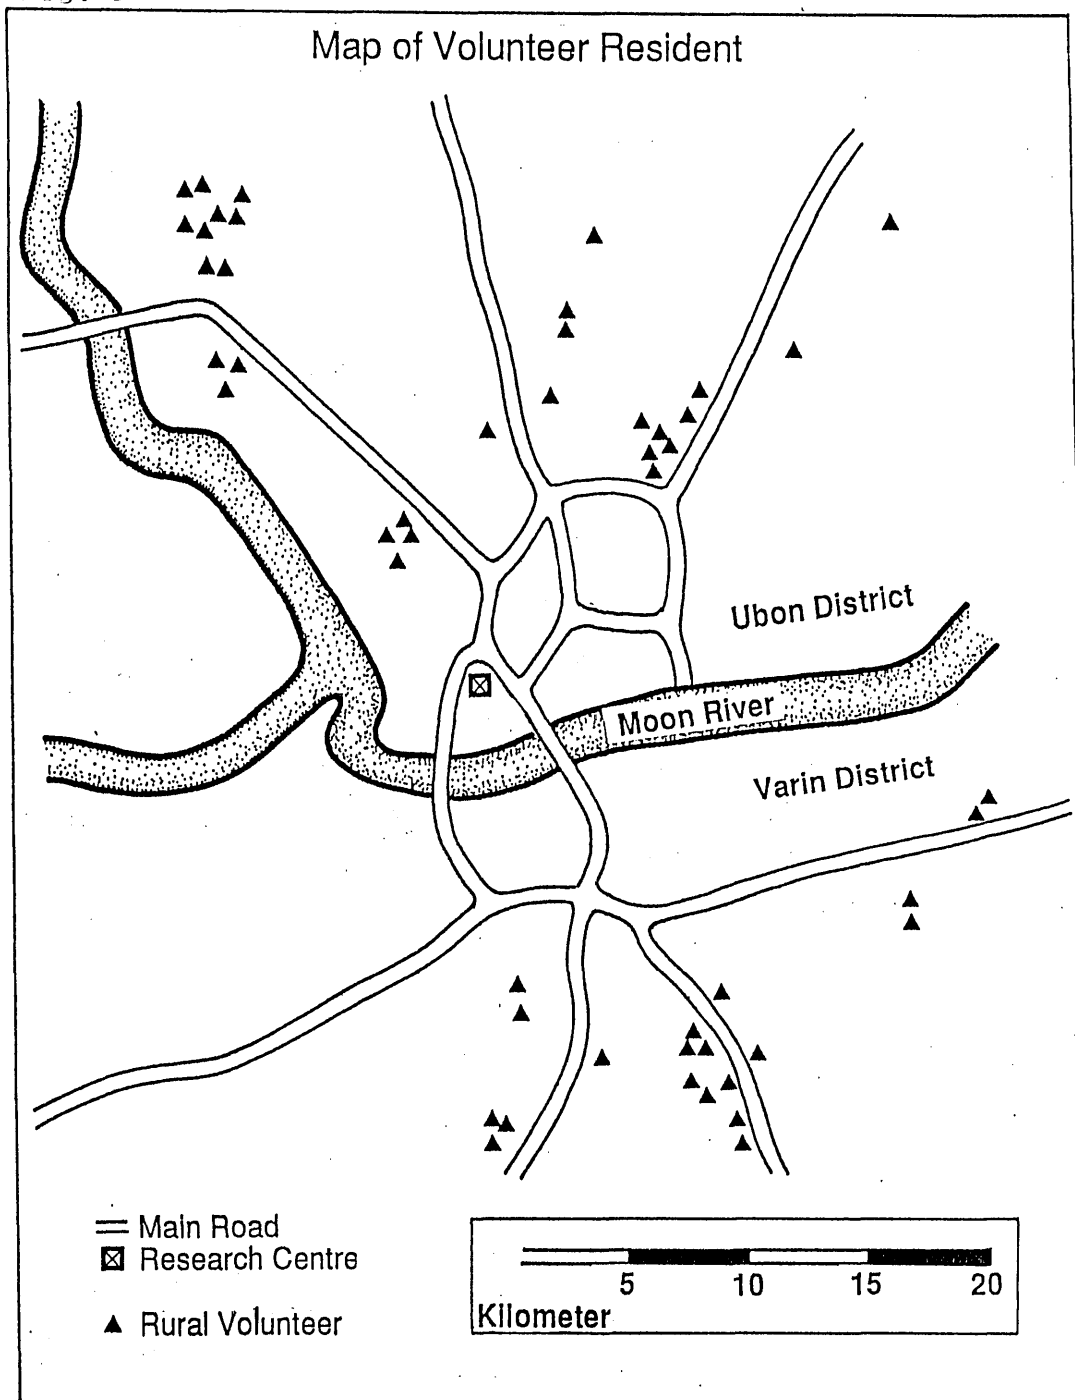 Map of Volunteer Resident
Ubon District
Moon River
Varin District
Main Road
Research Centre
Rural Volunteer
5 10 15 20
Kilometer